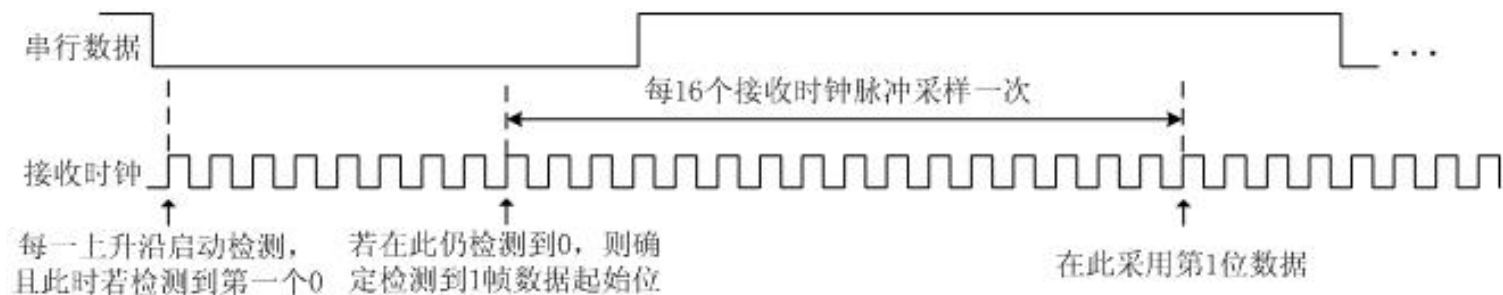 串行数据
...
每16个接收时钟脉冲采样一次
接收时钟
每一上升沿启动检测，
且此时若检测到第一个0
若在此仍检测到0，则确
定检测到1帧数据起始位
在此采用第1位数据